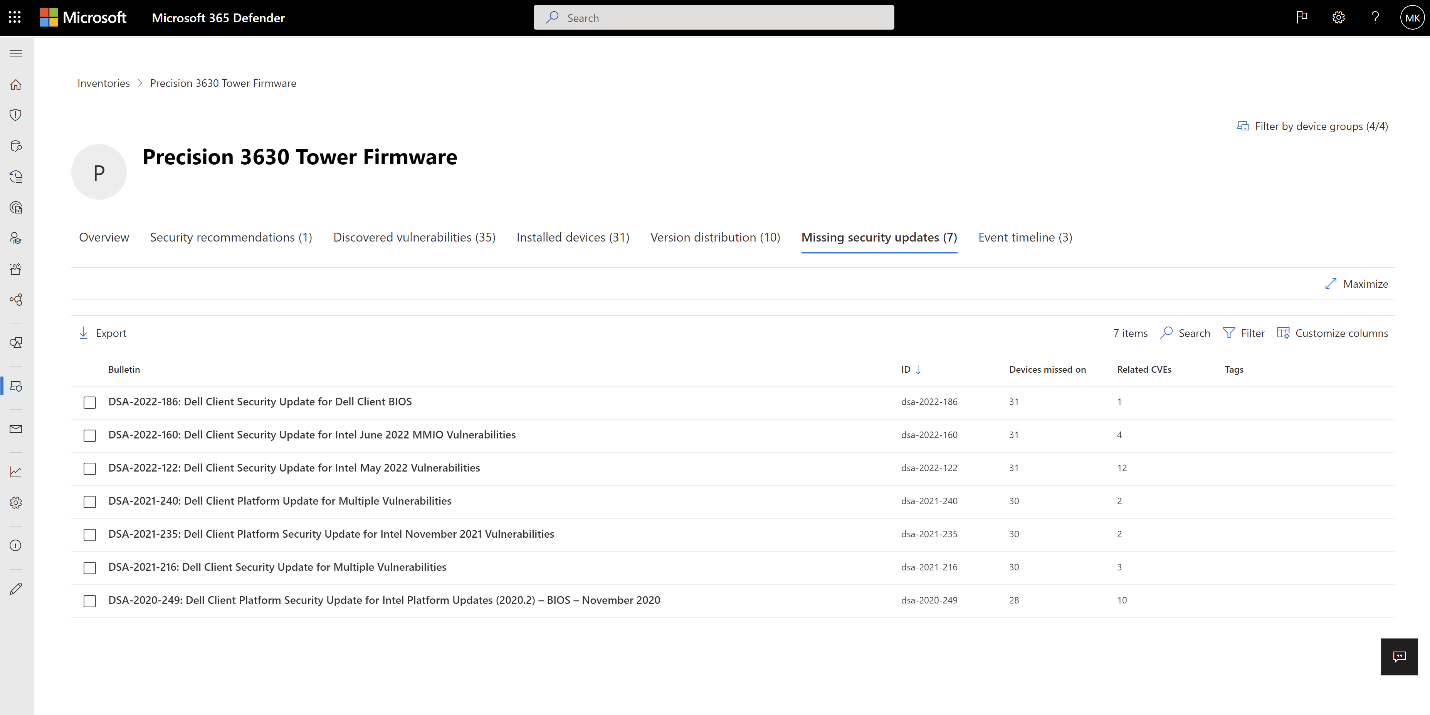 Microsoft Microsoft 365 Defender Search MK
Inventories > Precision 3630 Tower Firmware
Filter by device groups (4/4)
P Precision 3630 Tower Firmware
Overview Security recommendations (1) Discovered vulnerabilities (35) Installed devices (31) Version distribution (10) Missing security updates (7) Event timeline (3)
Maximize
Export 7 items Search Filter Customize columns
Bulletin ID ↓ Devices missed on Related CVEs Tags
DSA-2022-186: Dell Client Security Update for Dell Client BIOS dsa-2022-186 31 1
DSA-2022-160: Dell Client Security Update for Intel June 2022 MMIO Vulnerabilities dsa-2022-160 31 4
DSA-2022-122: Dell Client Security Update for Intel May 2022 Vulnerabilities dsa-2022-122 31 12
DSA-2021-240: Dell Client Platform Update for Multiple Vulnerabilities dsa-2021-240 30 2
DSA-2021-235: Dell Client Platform Security Update for Intel November 2021 Vulnerabilities dsa-2021-235 30 2
DSA-2021-216: Dell Client Security Update for Multiple Vulnerabilities dsa-2021-216 30 3
DSA-2020-249: Dell Client Platform Security Update for Intel Platform Updates (2020.2) – BIOS – November 2020 dsa-2020-249 28 10